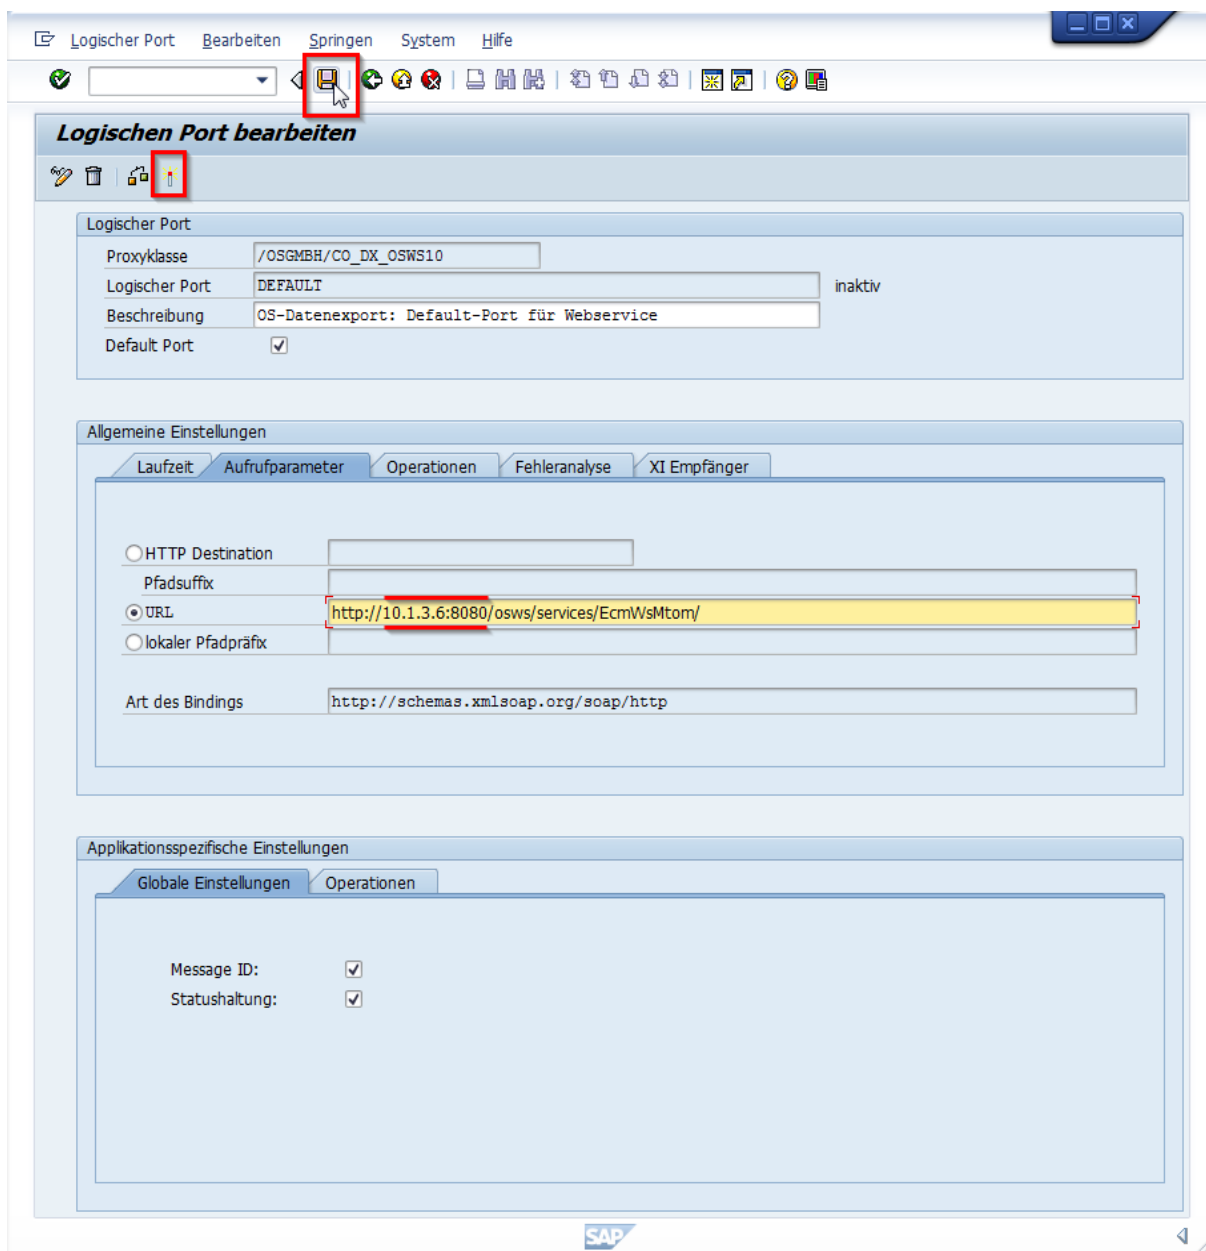 Logischer Port Bearbeiten Springen System Hilfe
Logischen Port bearbeiten
Logischer Port
Proxyklasse /OSGMBH/CO_DX_OSWS10
Logischer Port DEFAULT inaktiv
Beschreibung OS-Datenexport: Default-Port für Webservice
Default Port
Allgemeine Einstellungen
Laufzeit Aufrufparameter Operationen Fehleranalyse XI Empfänger
HTTP Destination
Pfadsuffix
URL http://10.1.3.6:8080/osws/services/EcmWsMtom/
lokaler Pfadpräfix
Art des Bindings http://schemas.xmlsoap.org/soap/http
Applikationsspezifische Einstellungen
Globale Einstellungen Operationen
Message ID:
Statushaltung:
SAP